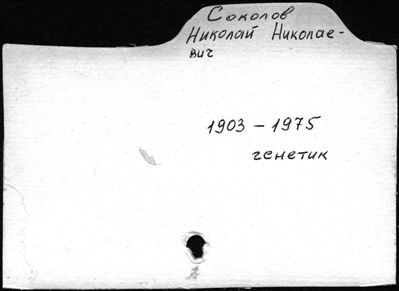 Соколов
Николай Николае-
вич
1903 – 1975
генетик